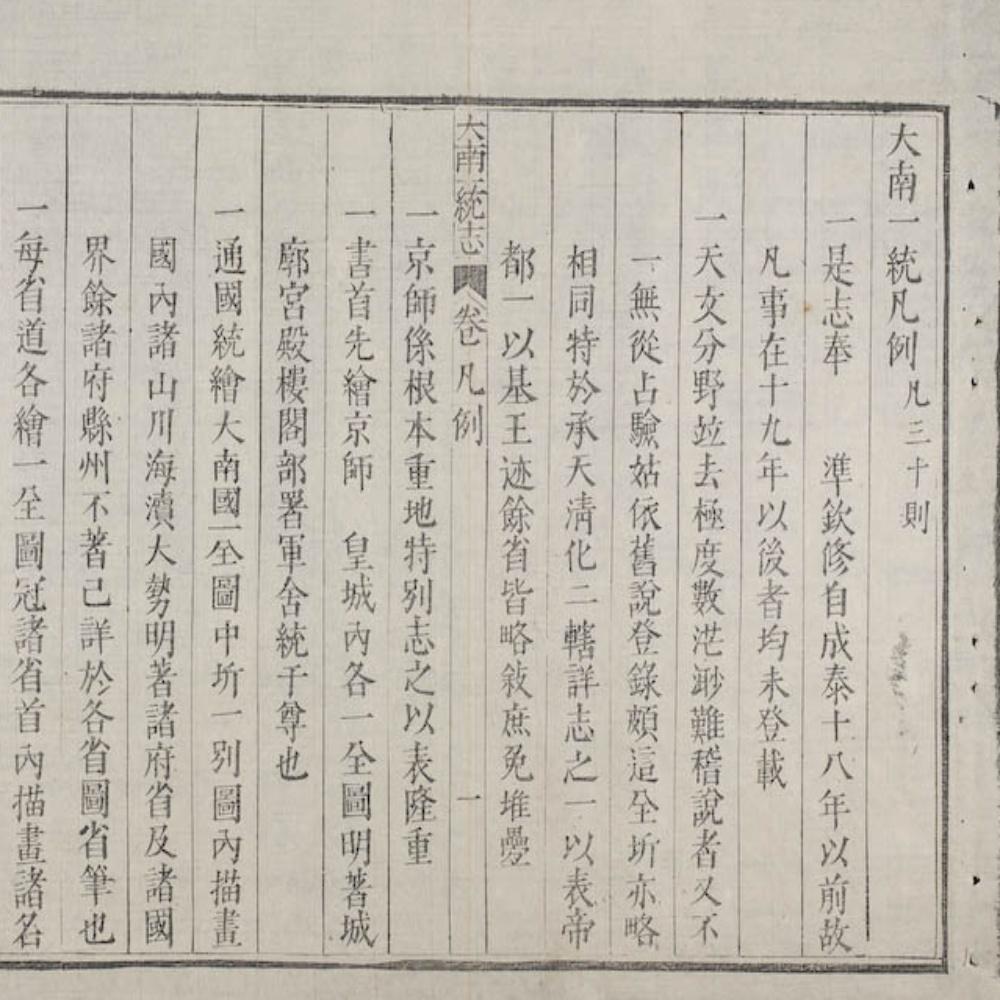 大南一統凡例 凡三十則
一是志奉 準欽修自成泰十八年以前故
凡事在十九年以後者均未登載
一天文分野並去極度數茫渺難稽說者又不
一無從占驗姑依舊說登錄頗這全圻亦略
相同特於承天淸化二轄詳志之一以表帝
都一以基王迹餘省皆略敍庶免堆疊
大南一統志 卷 凡例 一
一京師係根本重地特別志之以表隆重
一書首先繪京師 皇城內各一全圖明著城
廓宮殿樓閣部署軍舍統于尊也
一通國統繪大南國一全圖中圻一別圖內描畫
國內諸山川海瀆大勢明著諸府省及諸國
界餘諸府縣州不著已詳於各省圖省筆也
一每省道各繪一全圖冠諸省首內描畫諸名